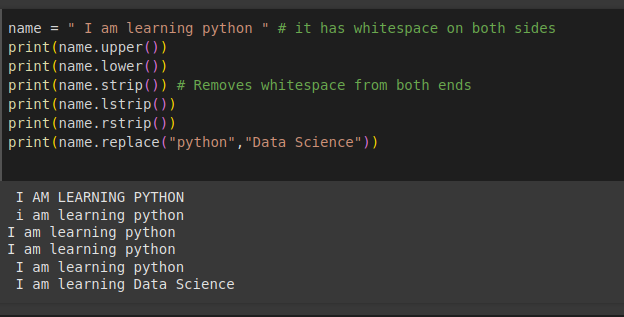 name = " I am learning python " # it has whitespace on both sides
print(name.upper())
print(name.lower())
print(name.strip()) # Removes whitespace from both ends
print(name.lstrip())
print(name.rstrip())
print(name.replace("python","Data Science"))
 I AM LEARNING PYTHON
 i am learning python
I am learning python
I am learning python
 I am learning python
 I am learning Data Science